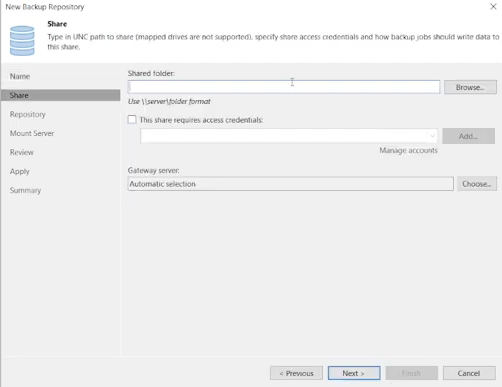 New Backup Repository
Share
Type in UNC path to share (mapped drives are not supported), specify share access credentials and how backup jobs should write data to
this share.
Name
Share
Repository
Mount Server
Review
Apply
Summary
Shared folder:
Browse...
Use \\server\folder format
This share requires access credentials:
Add...
Manage accounts
Gateway server:
Automatic selection
Choose...
< Previous
Next >
Finish
Cancel